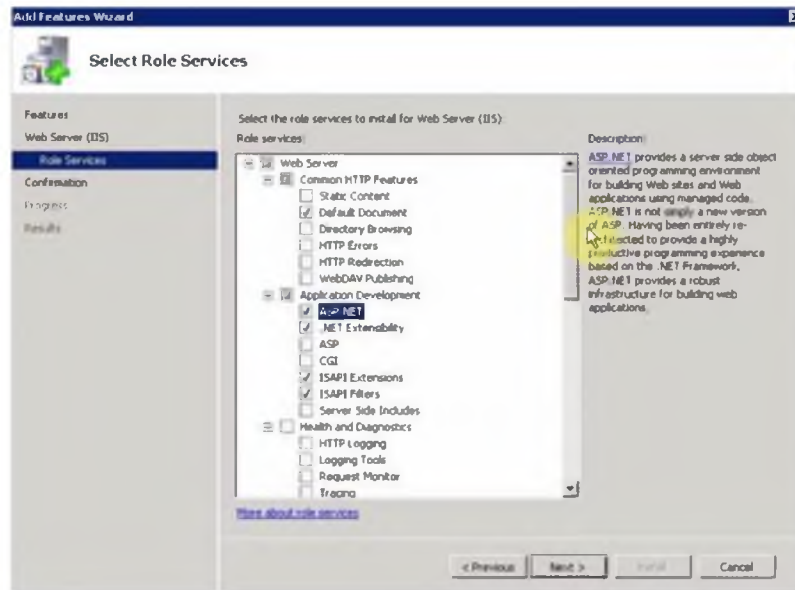 Add Features Wizard
Select Role Services
Features
Web Server (IIS)
Role Services
Confirmation
Progress
Results
Select the role services to install for Web Server (IIS):
Role services:
Web Server
Common HTTP Features
Static Content
Default Document
Directory Browsing
HTTP Errors
HTTP Redirection
WebDAV Publishing
Application Development
ASP.NET
.NET Extensibility
ASP
CGI
ISAPI Extensions
ISAPI Filters
Server Side Includes
Health and Diagnostics
HTTP Logging
Logging Tools
Request Monitor
Tracing
More about role services
Description:
ASP.NET provides a server side object
oriented programming environment
for building Web sites and Web
applications using managed code.
ASP.NET is not simply a new version
of ASP. Having been entirely re-
architected to provide a highly
productive programming experience
based on the .NET Framework,
ASP.NET provides a robust
infrastructure for building web
applications.
< Previous
Next >
Install
Cancel